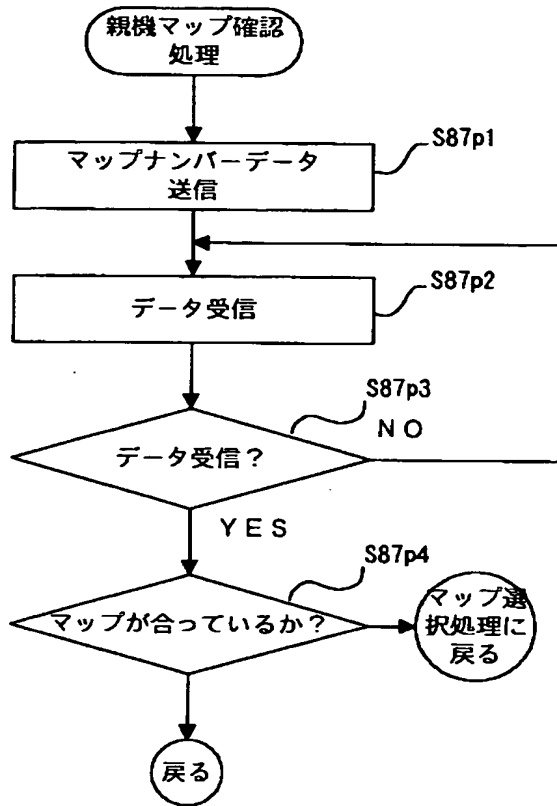 親機マップ確認
処理
S87p1
マップナンバーデータ
送信
S87p2
データ受信
S87p3
NO
データ受信？
YES
S87p4
マップが合っているか？
マップ選
択処理に
戻る
戻る